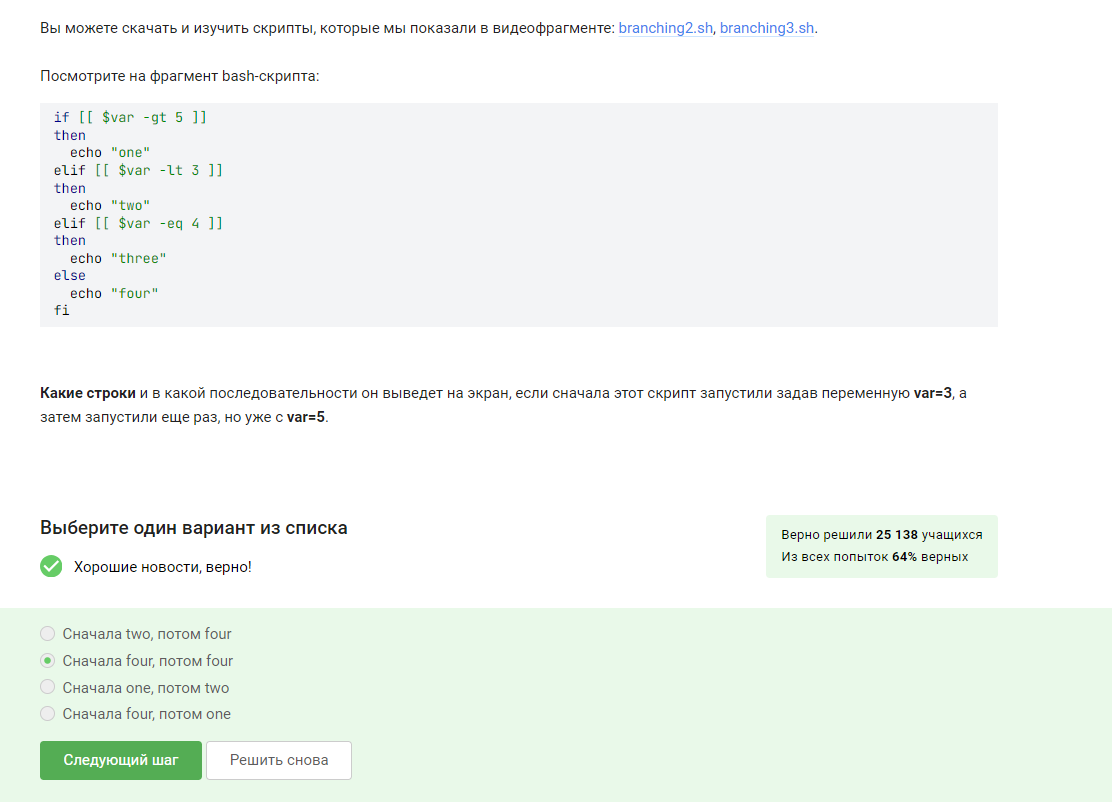 Вы можете скачать и изучить скрипты, которые мы показали в видеофрагменте: branching2.sh, branching3.sh.
Посмотрите на фрагмент bash-скрипта:
if [[ $var -gt 5 ]]
then
  echo "one"
elif [[ $var -lt 3 ]]
then
  echo "two"
elif [[ $var -eq 4 ]]
then
  echo "three"
else
  echo "four"
fi
Какие строки и в какой последовательности он выведет на экран, если сначала этот скрипт запустили задав переменную var=3, а
затем запустили еще раз, но уже с var=5.
Выберите один вариант из списка
Хорошие новости, верно!
Верно решили 25 138 учащихся
Из всех попыток 64% верных
Сначала two, потом four
Сначала four, потом four
Сначала one, потом two
Сначала four, потом one
Следующий шаг
Решить снова